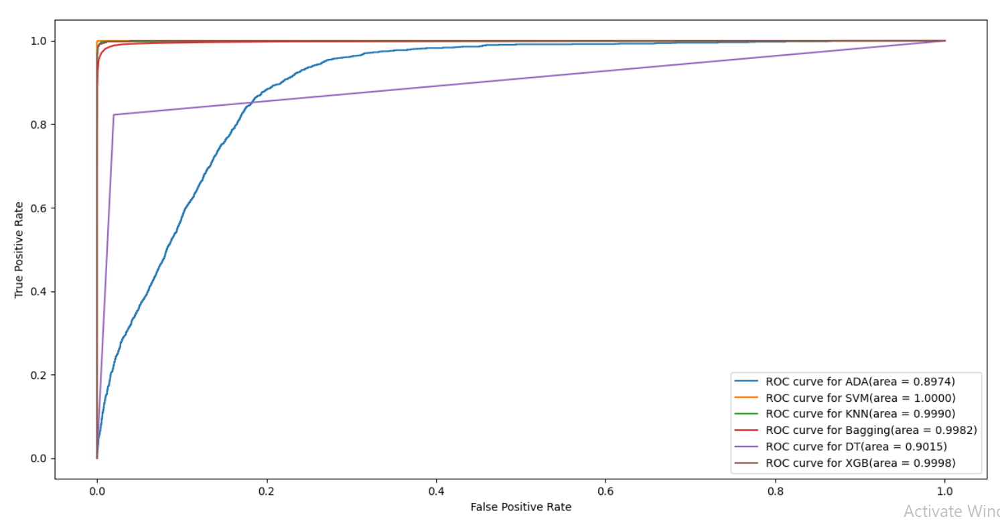 1.0
0.8
0.6
0.4
0.2
0.0
True Positive Rate
ROC curve for ADA(area = 0.8974)
ROC curve for SVM(area = 1.0000)
ROC curve for KNN(area = 0.9990)
ROC curve for Bagging(area = 0.9982)
ROC curve for DT(area = 0.9015)
ROC curve for XGB(area = 0.9998)
0.0 0.2 0.4 0.6 0.8 1.0
False Positive Rate
Activate Wind